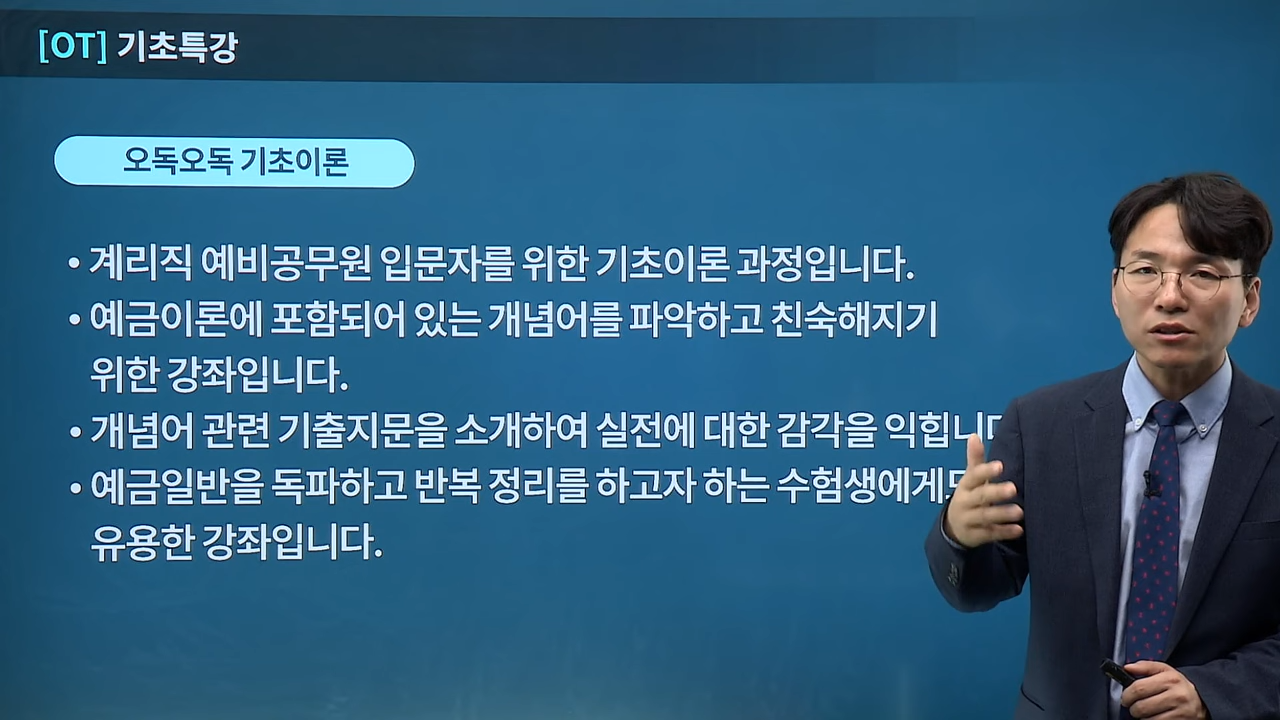 [OT] 기초특강
오독오독 기초이론
• 계리직 예비공무원 입문자를 위한 기초이론 과정입니다.
• 예금이론에 포함되어 있는 개념어를 파악하고 친숙해지기
위한 강좌입니다.
• 개념어 관련 기출지문을 소개하여 실전에 대한 감각을 익힙니다
• 예금일반을 독파하고 반복 정리를 하고자 하는 수험생에게도
유용한 강좌입니다.